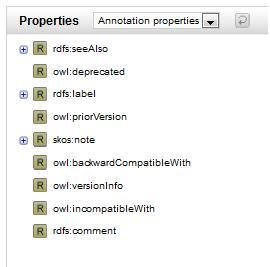 Properties Annotation properties
R rdfs:seeAlso
R owl:deprecated
R rdfs:label
R owl:priorVersion
R skos:note
R owl:backwardCompatibleWith
R owl:versionInfo
R owl:incompatibleWith
R rdfs:comment